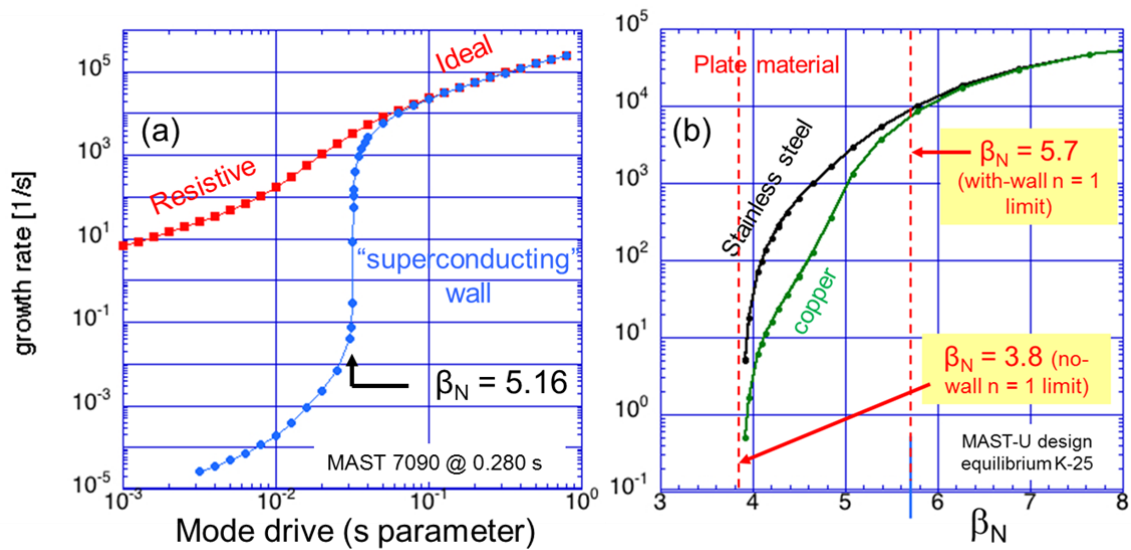 growth rate [1/s]
10^5
10^3
10^1
10^-1
10^-3
10^-5
(a)
Ideal
Resistive
“superconducting”
wall
β_N = 5.16
MAST 7090 @ 0.280 s
10^-3
10^-2
10^-1
10^0
Mode drive (s parameter)
10^5
10^4
10^3
10^2
10^1
10^0
10^-1
Plate material
(b)
Stainless steel
copper
β_N = 5.7
(with-wall n = 1
limit)
β_N = 3.8 (no-
wall n = 1 limit)
MAST-U design
equilibrium K-25
3
4
5
6
7
8
β_N